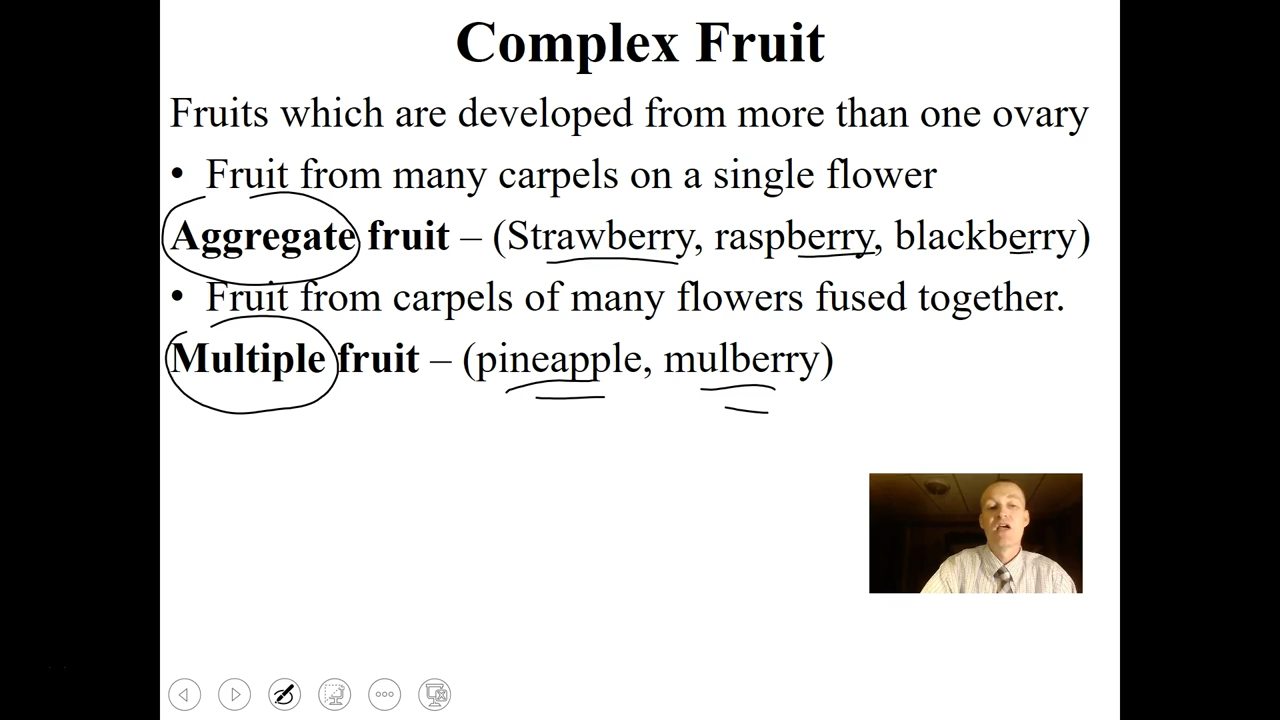 Complex Fruit
Fruits which are developed from more than one ovary
• Fruit from many carpels on a single flower
Aggregate fruit – (Strawberry, raspberry, blackberry)
• Fruit from carpels of many flowers fused together.
Multiple fruit – (pineapple, mulberry)